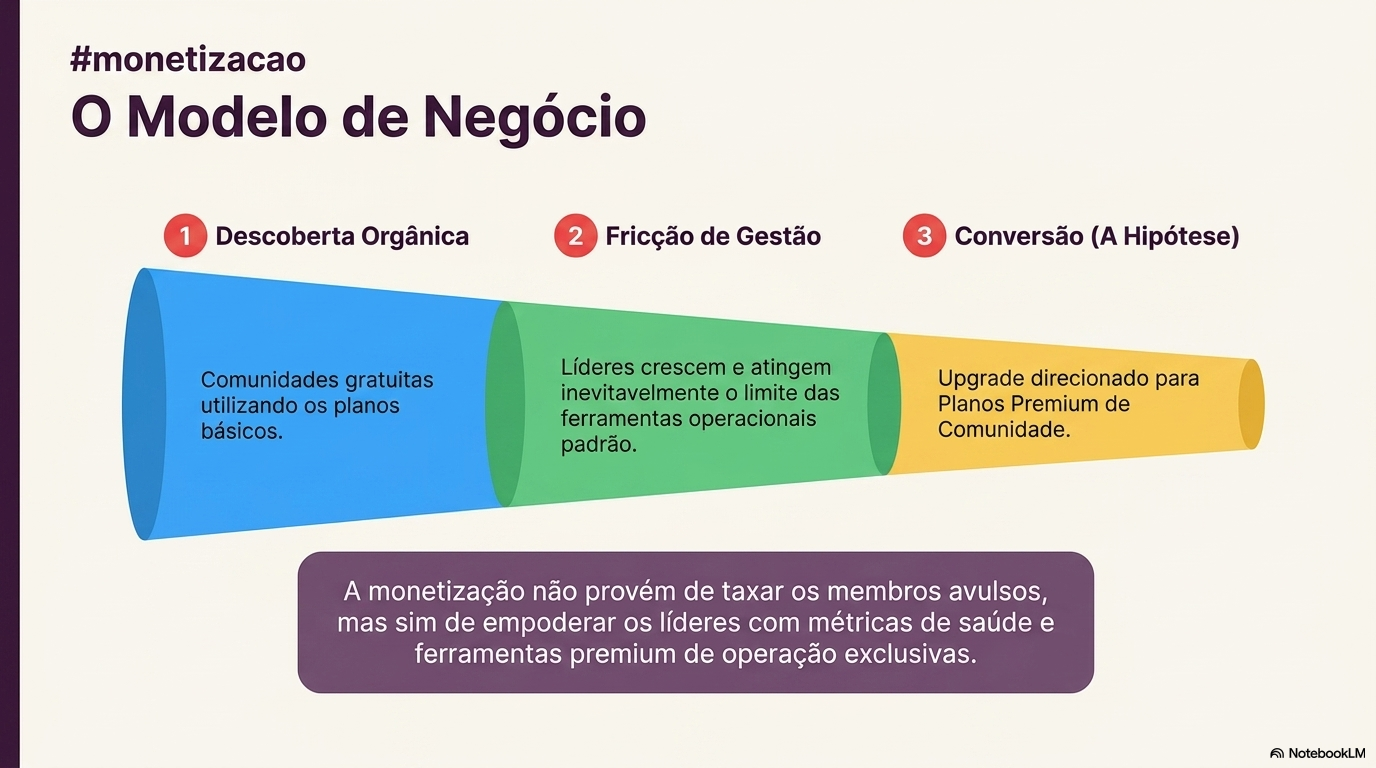 #monetizacao
O Modelo de Negócio
1 Descoberta Orgânica
2 Fricção de Gestão
3 Conversão (A Hipótese)
Comunidades gratuitas
utilizando os planos
básicos.
Líderes crescem e atingem
inevitavelmente o limite das
ferramentas operacionais
padrão.
Upgrade direcionado para
Planos Premium de
Comunidade.
A monetização não provém de taxar os membros avulsos,
mas sim de empoderar os líderes com métricas de saúde e
ferramentas premium de operação exclusivas.
NotebookLM